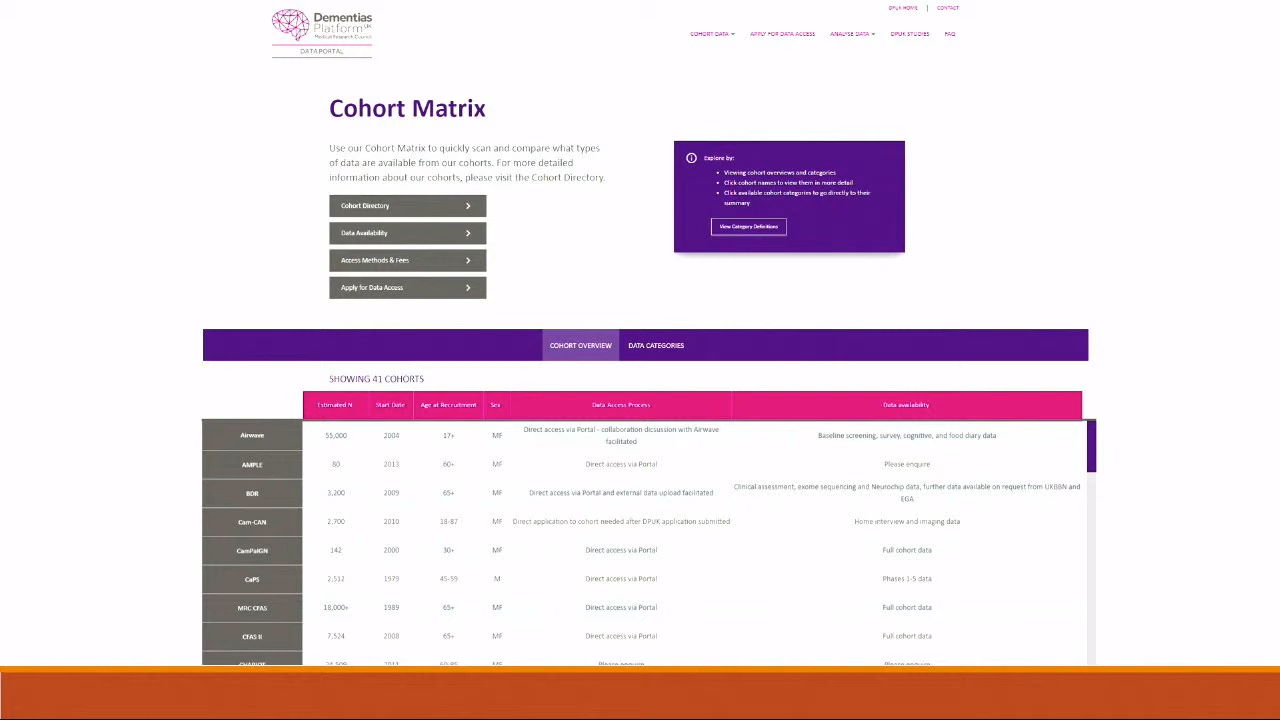 DPUK HOME | CONTACT
Dementias
Platform UK
Medical Research Council
DATA PORTAL
COHORT DATA APPLY FOR DATA ACCESS ANALYSE DATA DPUK STUDIES FAQ
Cohort Matrix
Use our Cohort Matrix to quickly scan and compare what types
of data are available from our cohorts. For more detailed
information about our cohorts, please visit the Cohort Directory.
Cohort Directory
Data Availability
Access Methods & Fees
Apply for Data Access
Explore by:
• Viewing cohort overviews and categories
• Click cohort names to view them in more detail
• Click available cohort categories to go directly to their
summary
View Category Definitions
COHORT OVERVIEW DATA CATEGORIES
SHOWING 41 COHORTS
Estimated N Start Date Age at Recruitment Sex Data Access Process Data availability
Airwave 55,000 2004 17+ MF Direct access via Portal - collaboration dicsussion with Airwave
facilitated Baseline screening, survey, cognitive, and food diary data
AMPLE 80 2013 60+ MF Direct access via Portal Please enquire
BDR 3,200 2009 65+ MF Direct access via Portal and external data upload facilitated Clinical assessment, exome sequencing and Neurochip data, further data available on request from UKBBN and
EGA
Cam-CAN 2,700 2010 18-87 MF Direct application to cohort needed after DPUK application submitted Home interview and imaging data
CamPaIGN 142 2000 30+ MF Direct access via Portal Full cohort data
CaPS 2,512 1979 45-59 M Direct access via Portal Phases 1-5 data
MRC CFAS 18,000+ 1989 65+ MF Direct access via Portal Full cohort data
CFAS II 7,524 2008 65+ MF Direct access via Portal Full cohort data
MF Please enquire Please enquire